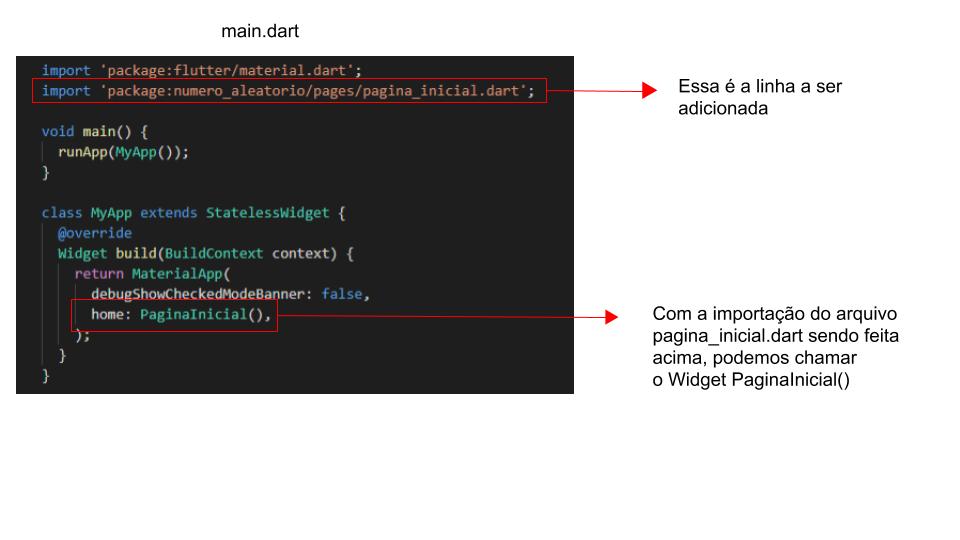 main.dart
import 'package:flutter/material.dart';
import 'package:numero_aleatorio/pages/pagina_inicial.dart';
Essa é a linha a ser
adicionada
void main() {
runApp(MyApp());
}
class MyApp extends StatelessWidget {
@override
Widget build(BuildContext context) {
return MaterialApp(
debugShowCheckedModeBanner: false,
home: PaginaInicial(),
);
}
}
Com a importação do arquivo
pagina_inicial.dart sendo feita
acima, podemos chamar
o Widget PaginaInicial()